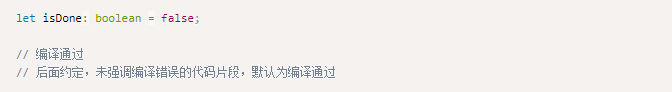 let isDone: boolean = false;
// 编译通过
// 后面约定，未强调编译错误的代码片段，默认为编译通过